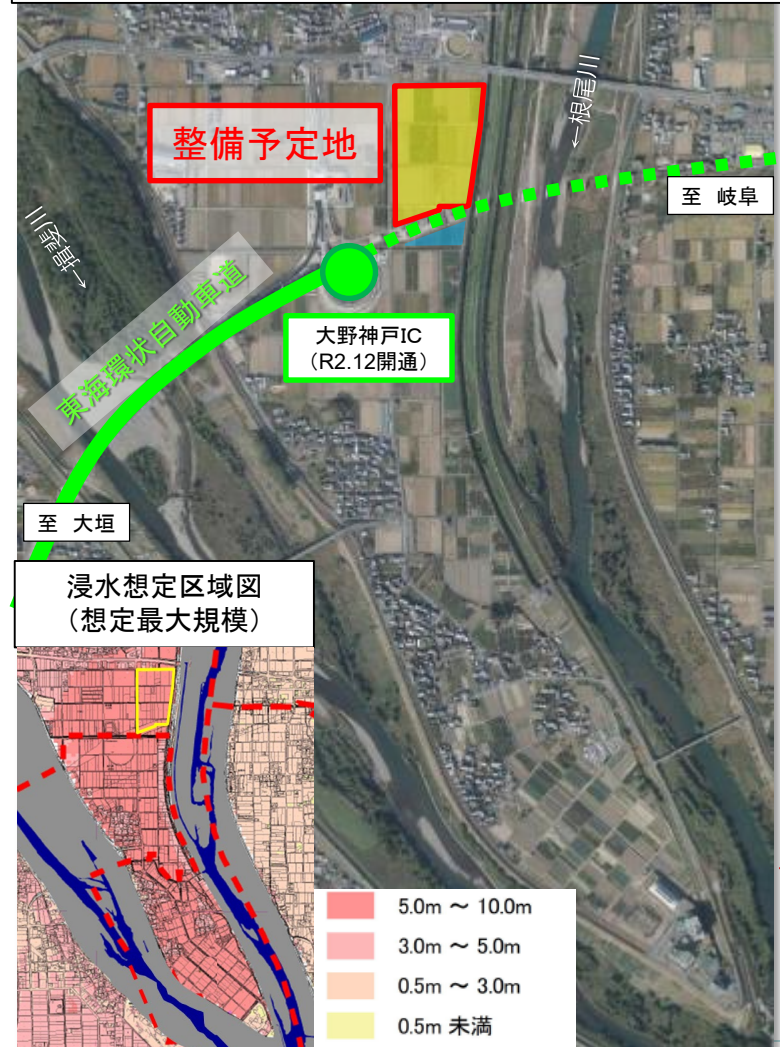 整備予定地
←根尾川
至 岐阜
←揖斐川
東海環状自動車道
大野神戸IC
（R2.12開通）
至 大垣
浸水想定区域図
（想定最大規模）
5.0m ～ 10.0m
3.0m ～ 5.0m
0.5m ～ 3.0m
0.5m 未満